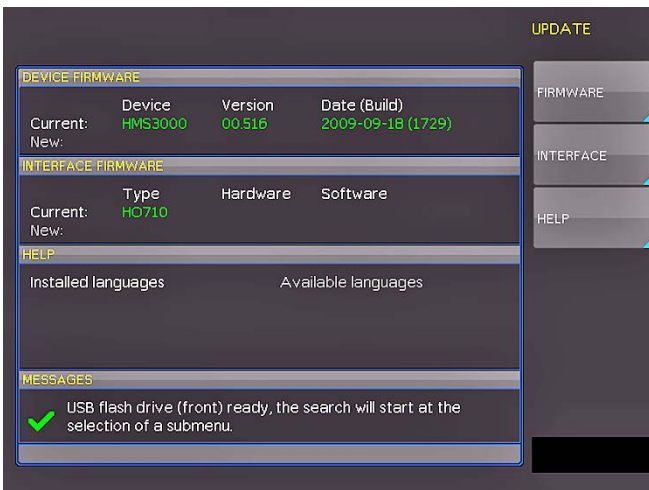 UPDATE
DEVICE FIRMWARE
Device Version Date (Build)
Current: HMS3000 00.516 2009-09-18 (1729)
New:
INTERFACE FIRMWARE
Type Hardware Software
Current: HO710
New:
HELP
Installed languages Available languages
MESSAGES
USB flash drive (front) ready, the search will start at the
selection of a submenu.
FIRMWARE
INTERFACE
HELP